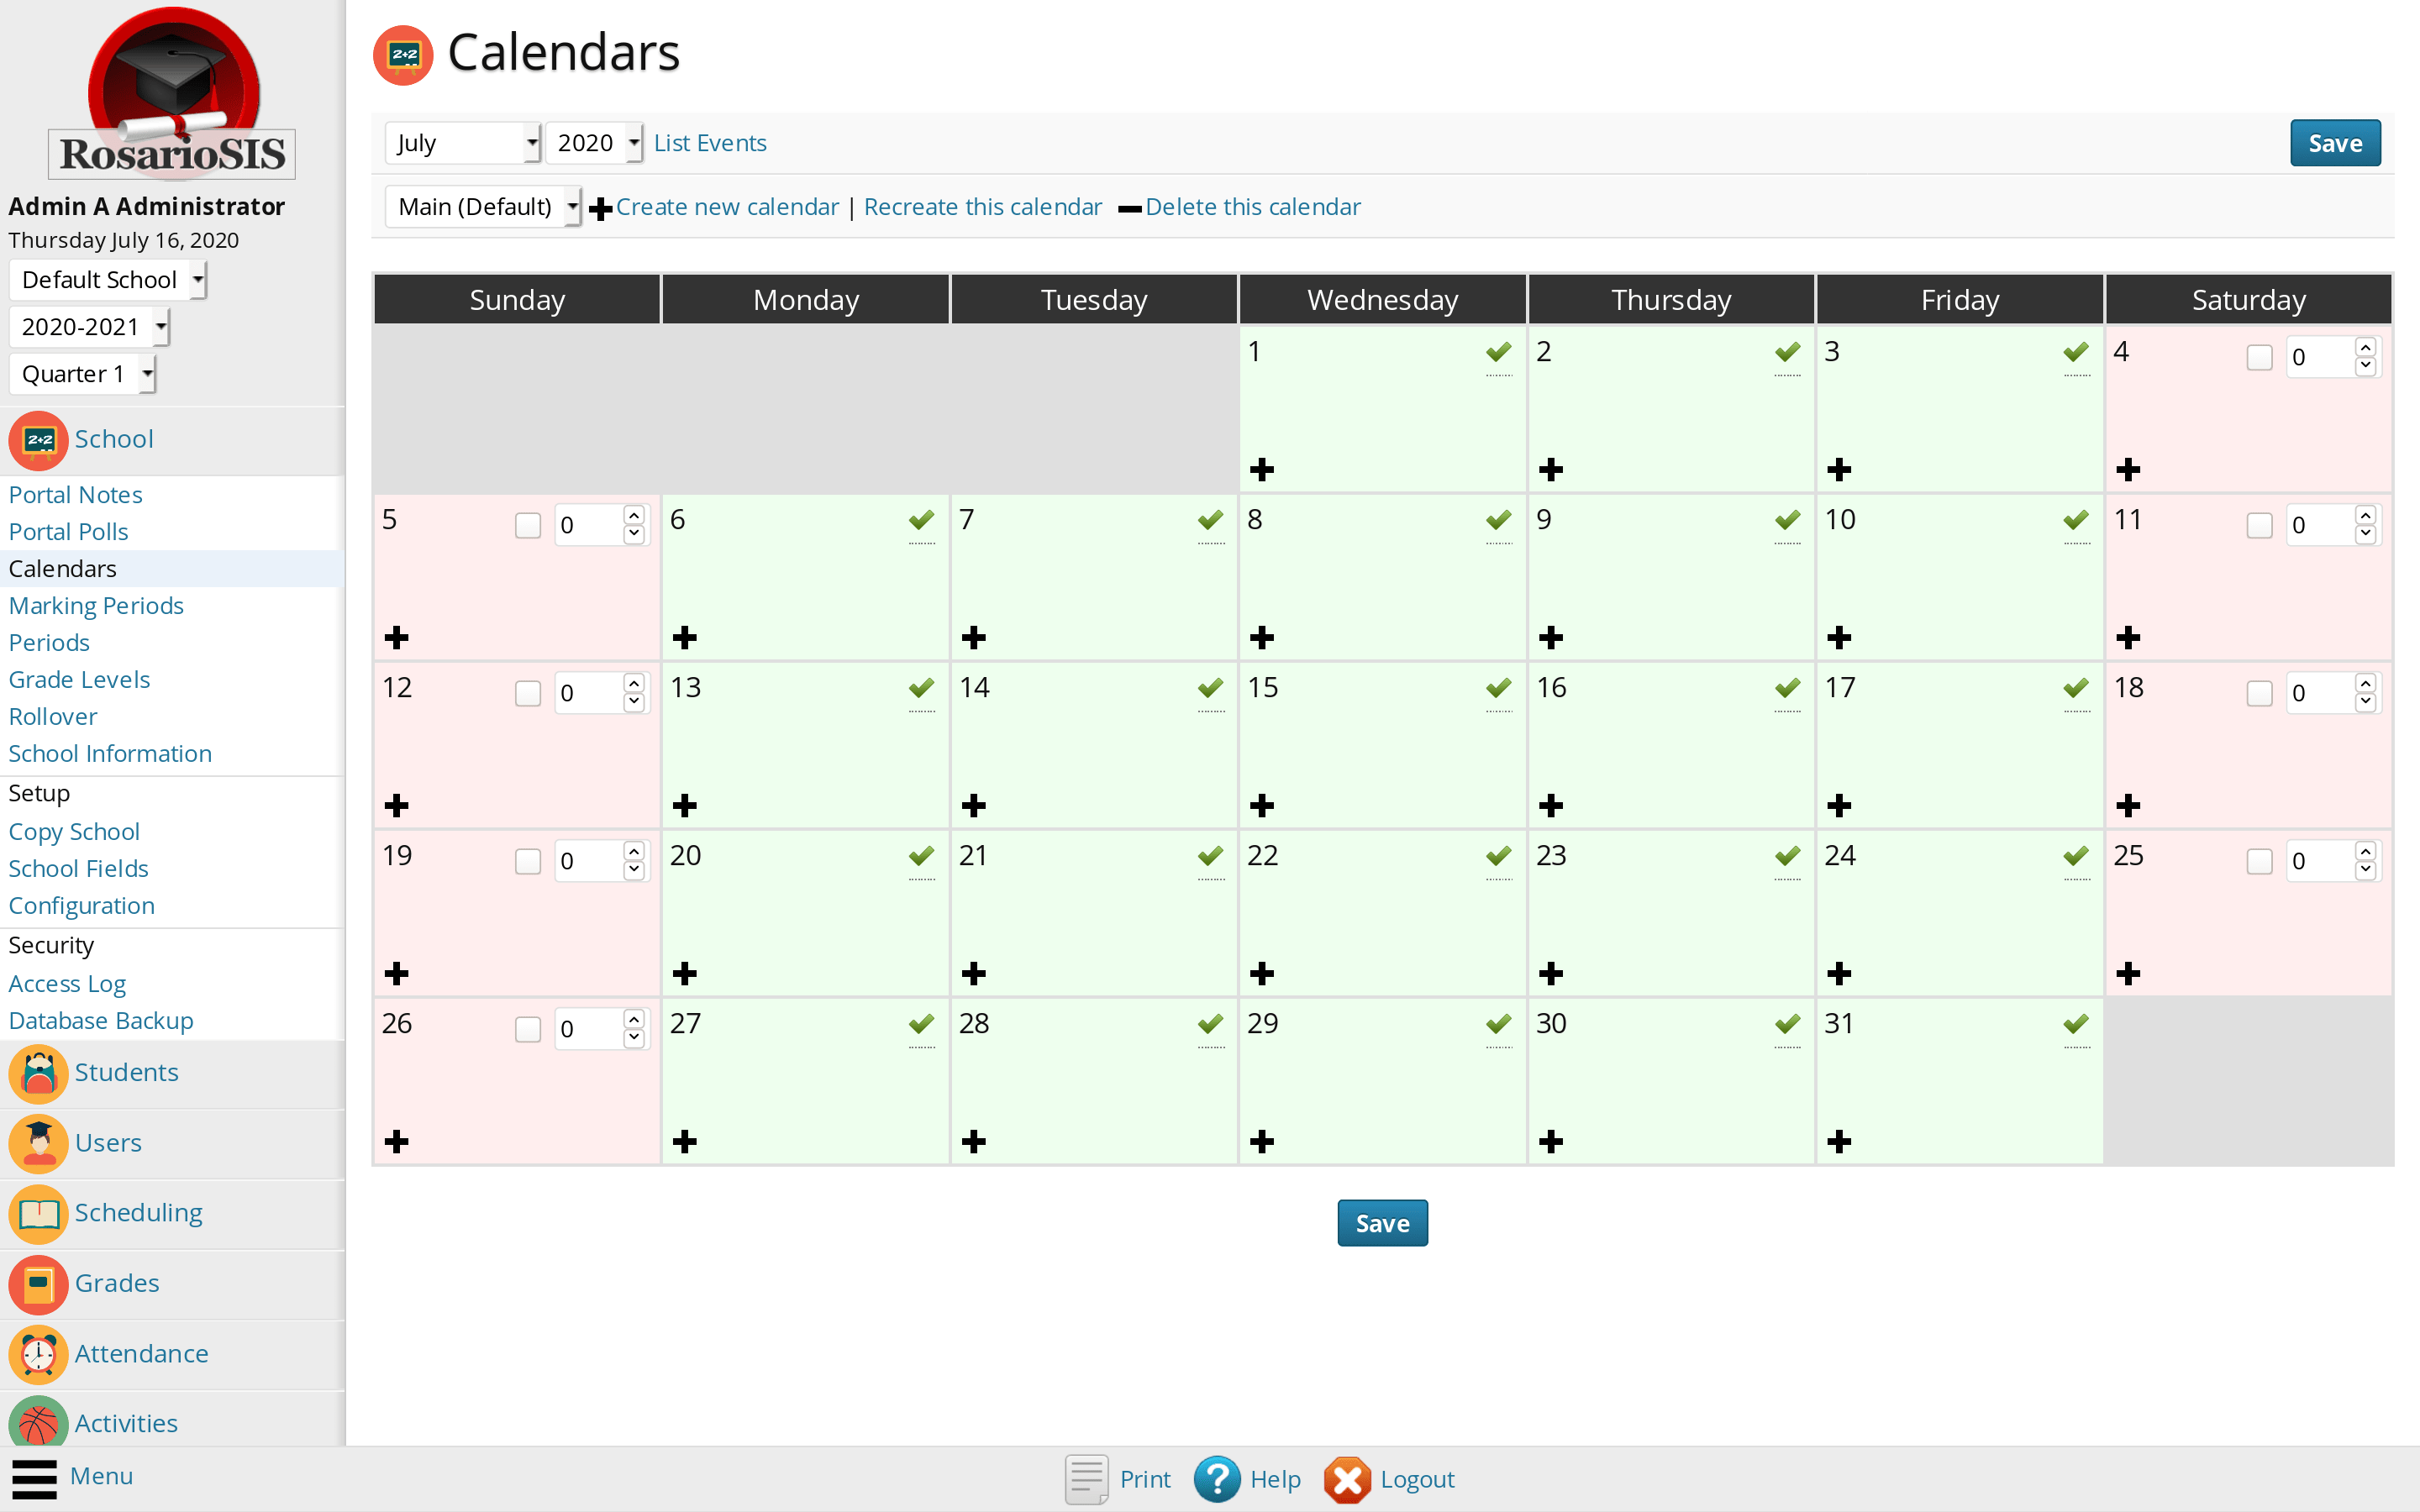 RosarioSIS
Admin A Administrator
Thursday July 16, 2020
Default School
2020-2021
Quarter 1
2+2 School
Portal Notes
Portal Polls
Calendars
Marking Periods
Periods
Grade Levels
Rollover
School Information
Setup
Copy School
School Fields
Configuration
Security
Access Log
Database Backup
Students
Users
Scheduling
Grades
Attendance
Activities
Menu
2+2 Calendars
July 2020 List Events Save
Main (Default) Create new calendar | Recreate this calendar Delete this calendar
Sunday Monday Tuesday Wednesday Thursday Friday Saturday
1 2 3 4 0
5 0 6 7 8 9 10 11 0
12 0 13 14 15 16 17 18 0
19 0 20 21 22 23 24 25 0
26 0 27 28 29 30 31
Save
Print ? Help Logout